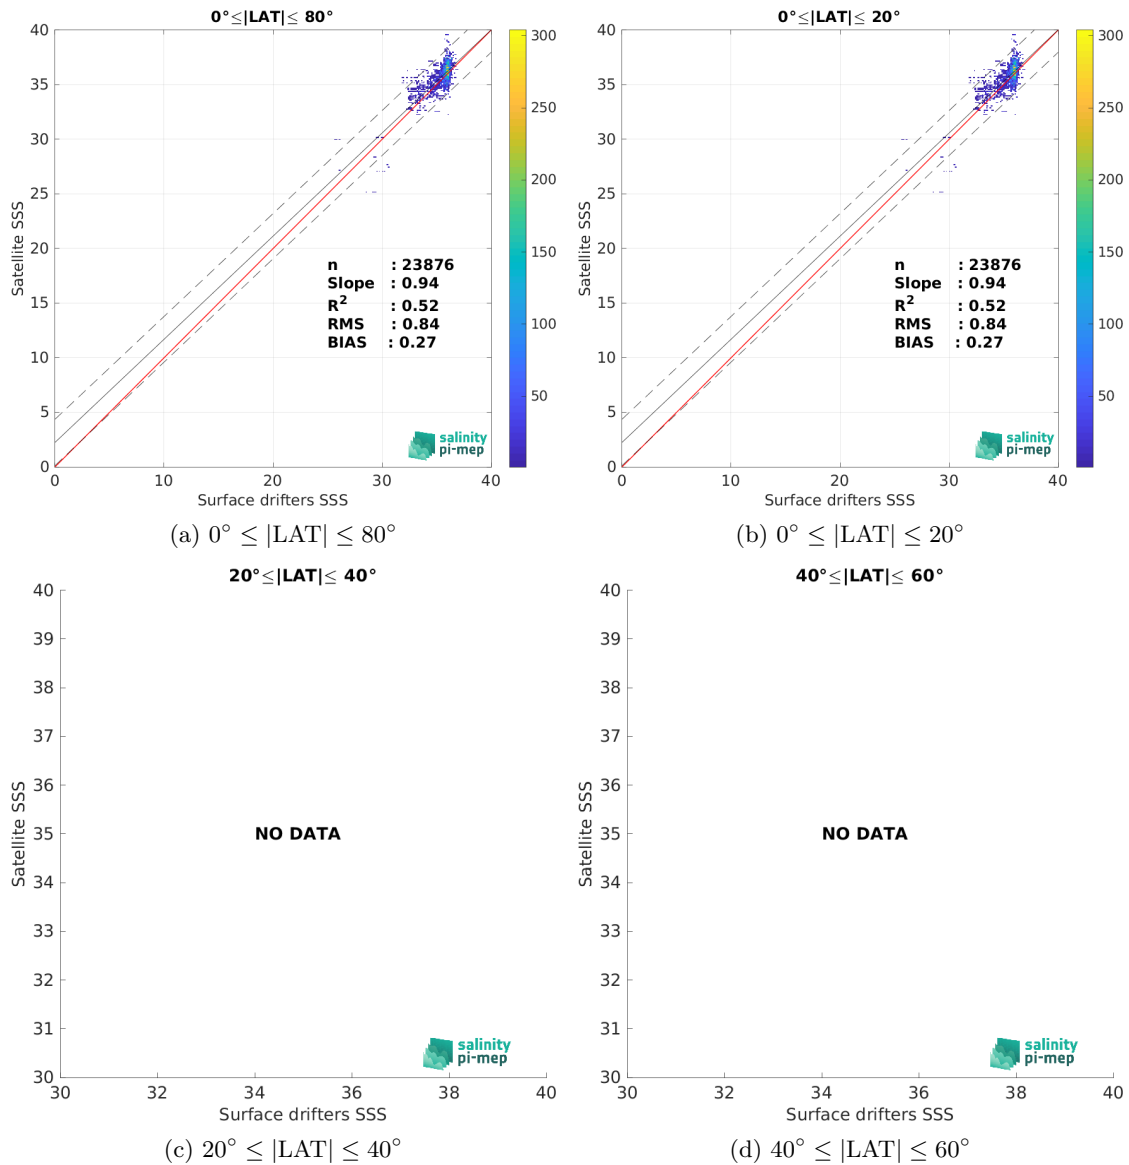 0°≤|LAT|≤ 80°
40
35
30
25
20
15
10
5
0
Satellite SSS
n : 23876
Slope : 0.94
R2 : 0.52
RMS : 0.84
BIAS : 0.27
salinity
pi-mep
0 10 20 30 40
Surface drifters SSS
300
250
200
150
100
50
(a) 0° ≤ |LAT| ≤ 80°
0°≤|LAT|≤ 20°
40
35
30
25
20
15
10
5
0
Satellite SSS
n : 23876
Slope : 0.94
R2 : 0.52
RMS : 0.84
BIAS : 0.27
salinity
pi-mep
0 10 20 30 40
Surface drifters SSS
300
250
200
150
100
50
(b) 0° ≤ |LAT| ≤ 20°
20°≤|LAT|≤ 40°
40
39
38
37
36
35
34
33
32
31
30
Satellite SSS
NO DATA
salinity
pi-mep
30 32 34 36 38 40
Surface drifters SSS
(c) 20° ≤ |LAT| ≤ 40°
40°≤|LAT|≤ 60°
40
39
38
37
36
35
34
33
32
31
30
Satellite SSS
NO DATA
salinity
pi-mep
30 32 34 36 38 40
Surface drifters SSS
(d) 40° ≤ |LAT| ≤ 60°